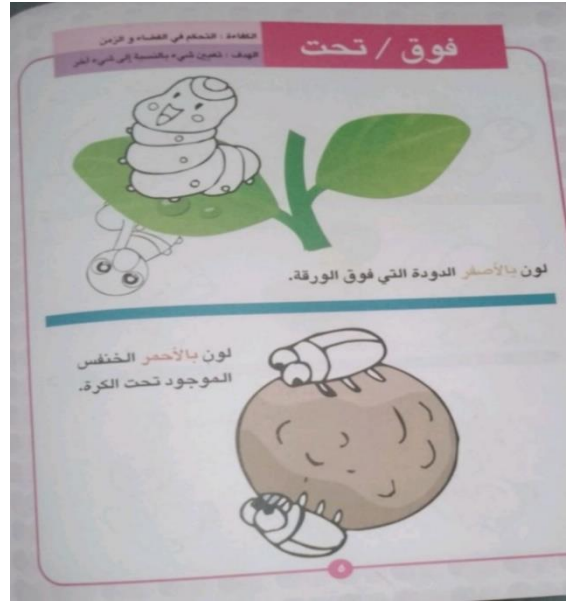 فوق / تحت
الكفاءة : التحكم في الفضاء و الزمن
الهدف : تعيين شيء بالنسبة إلى شيء آخر
لون بالأصفر الدودة التي فوق الورقة.
لون بالأحمر الخنفس
الموجود تحت الكرة.
٥